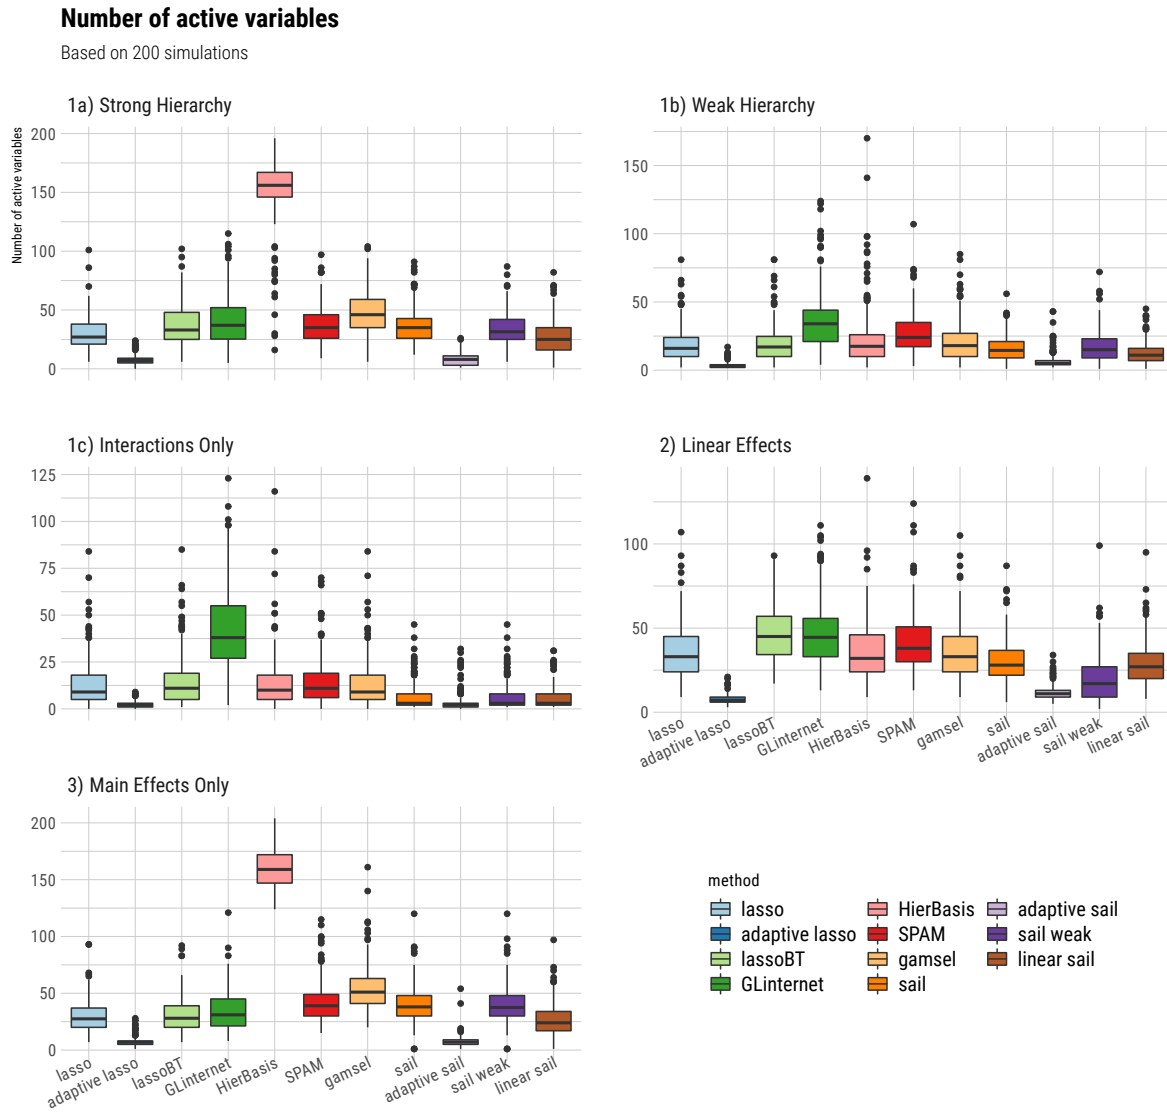 Number of active variables
Based on 200 simulations
1a) Strong Hierarchy
Number of active variables
200
150
100
50
0
1b) Weak Hierarchy
150
100
50
0
1c) Interactions Only
125
100
75
50
25
0
2) Linear Effects
100
50
0
lasso
adaptive lasso
lassoBT
GLinternet
HierBasis
SPAM
gamsel
sail
adaptive sail
sail weak
linear sail
3) Main Effects Only
200
150
100
50
0
lasso
adaptive lasso
lassoBT
GLinternet
HierBasis
SPAM
gamsel
sail
adaptive sail
sail weak
linear sail
method
lasso
adaptive lasso
lassoBT
GLinternet
HierBasis
SPAM
gamsel
sail
adaptive sail
sail weak
linear sail